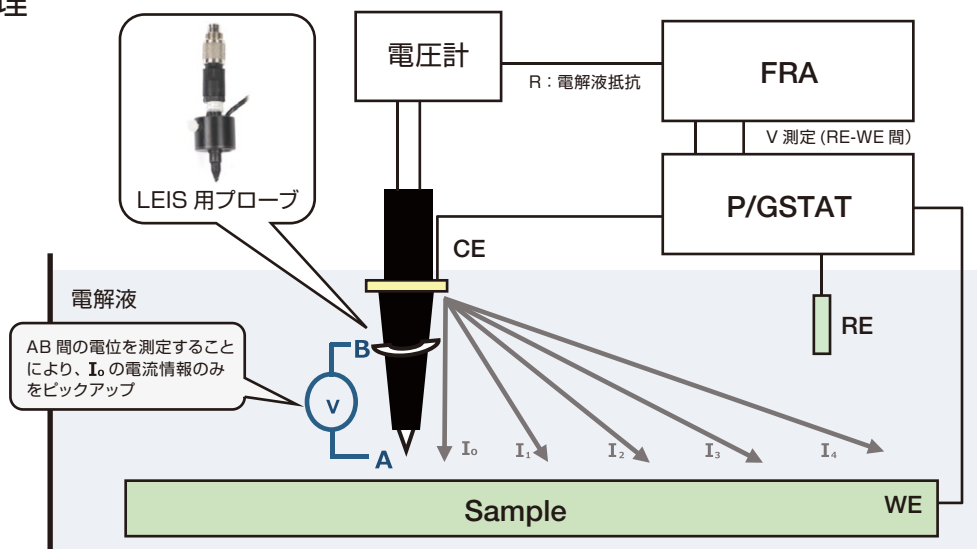 理
電圧計
FRA
R：電解液抵抗
V 測定 (RE-WE 間)
LEIS 用プローブ
P/GSTAT
CE
電解液
RE
AB 間の電位を測定すること
により、I₀ の電流情報のみ
をピックアップ
B
V
A
I₀
I₁
I₂
I₃
I₄
WE
Sample